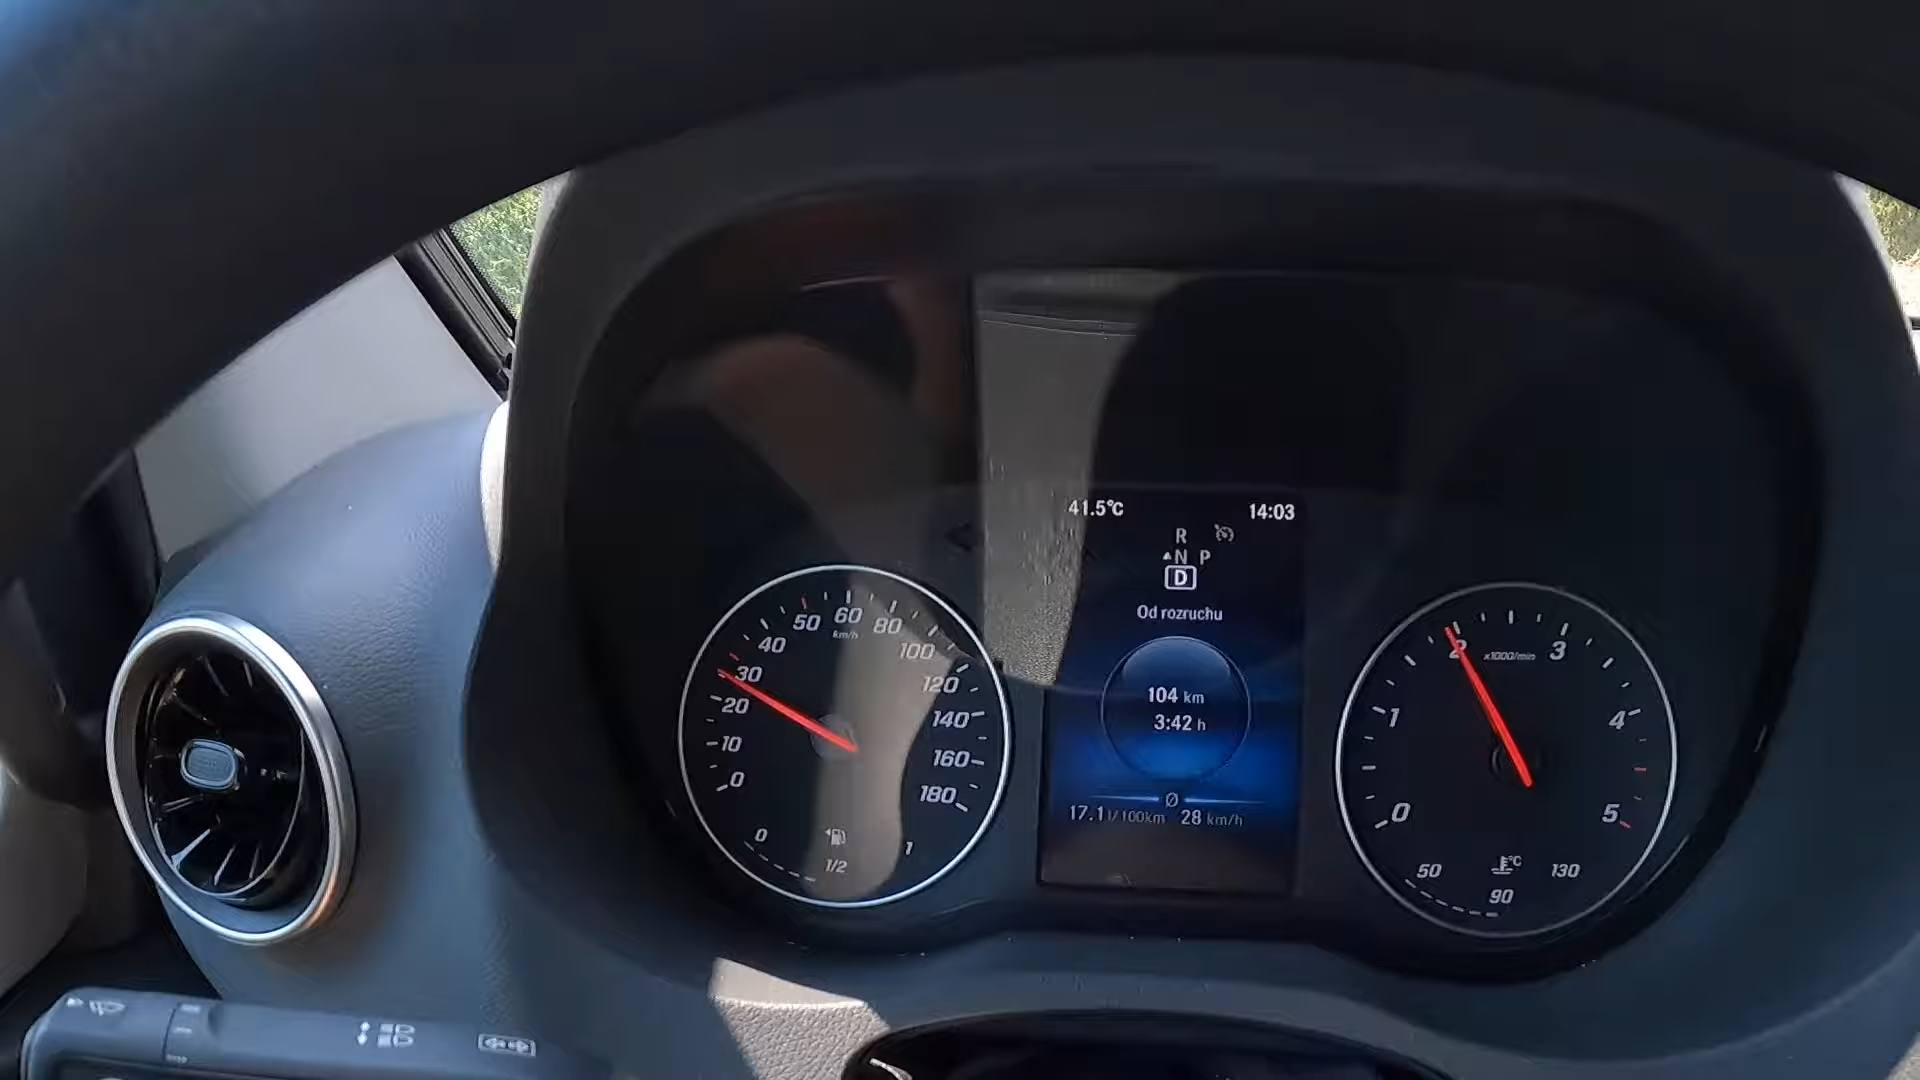 41.5°C 14:03
R
N P
D
Od rozruchu
104 km
3:42 h
Ø
17.1 l/100km 28 km/h
0
10
20
30
40
50
60
80
100
120
140
160
180
km/h
0 1/2 1
0
1
2
3
4
5
x1000/min
°C
50 90 130